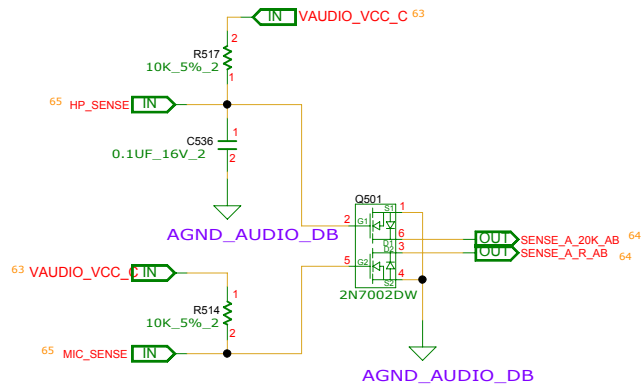 IN VAUDIO_VCC_C 63
2
R517
10K_5%_2
1
65 HP_SENSE IN
1
C536
0.1UF_16V_2
2
AGND_AUDIO_DB
Q501
S1 1
2 G1
D1 6
OUT SENSE_A_20K_AB 64
D2 3
OUT SENSE_A_R_AB 64
5 G2
S2 4
2N7002DW
63 VAUDIO_VCC_C IN
1
R514
10K_5%_2
2
65 MIC_SENSE IN
AGND_AUDIO_DB